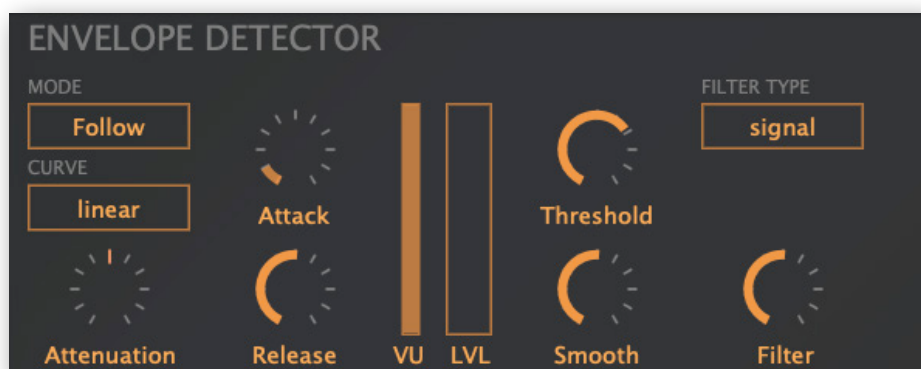 ENVELOPE DETECTOR
MODE
FILTER TYPE
Follow
signal
CURVE
linear
Attack
Threshold
Attenuation
Release
VU
LVL
Smooth
Filter